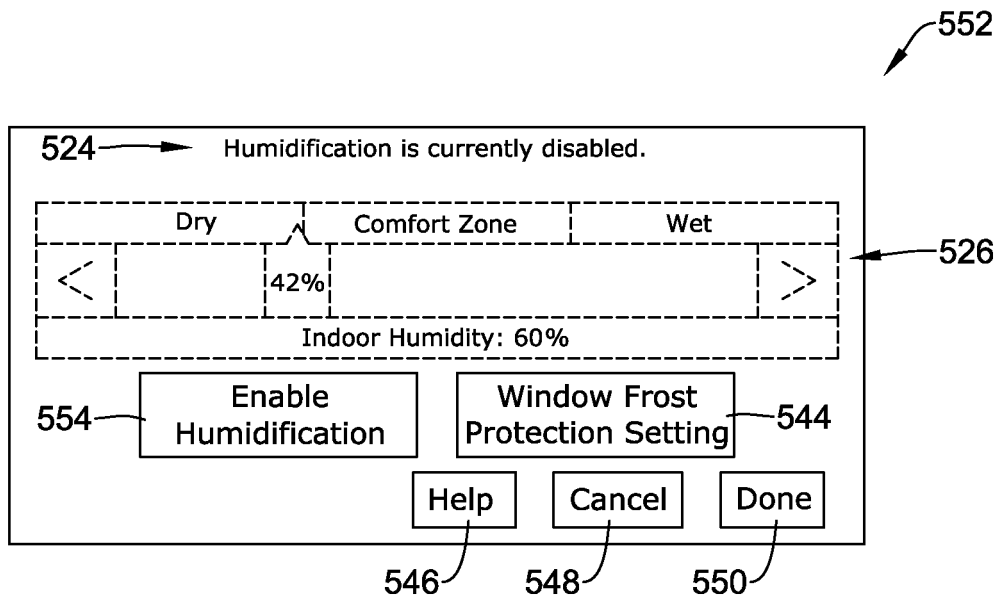 552
524 Humidification is currently disabled.
Dry Comfort Zone Wet
526
< 42% >
Indoor Humidity: 60%
554 Enable Humidification
Window Frost Protection Setting 544
Help Cancel Done
546 548 550